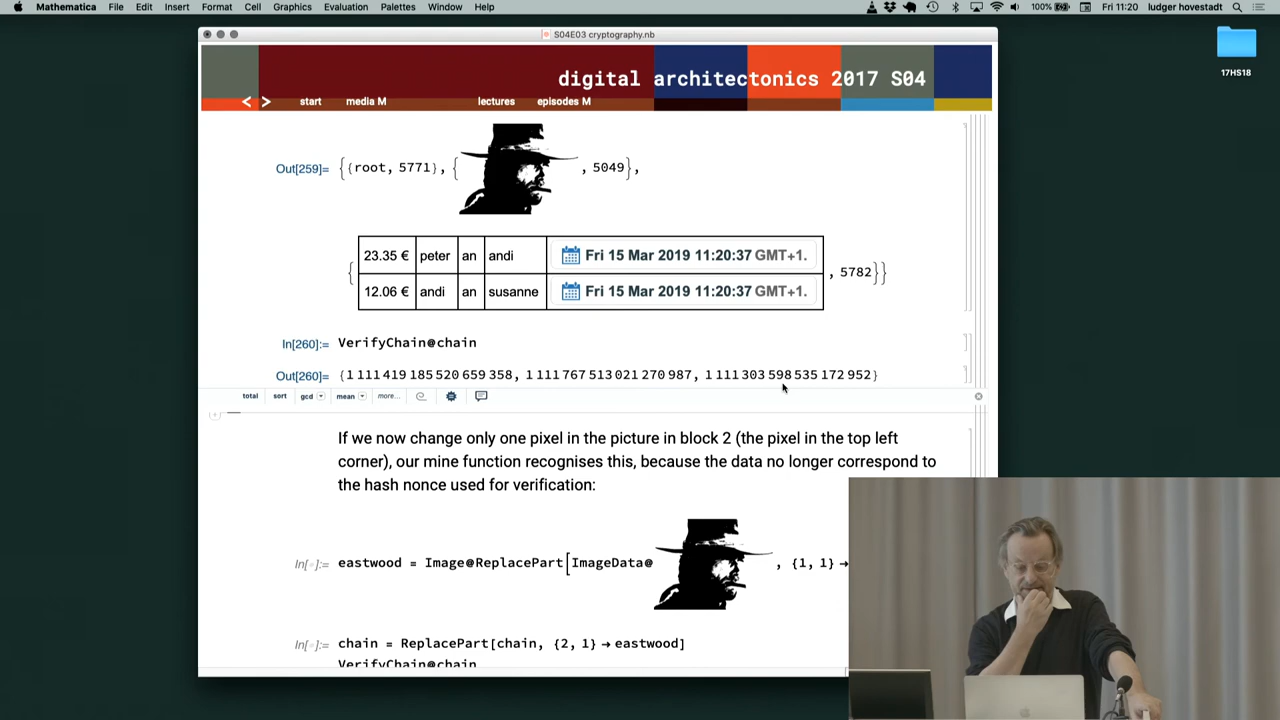 Mathematica File Edit Insert Format Cell Graphics Evaluation Palettes Window Help 100% Fri 11:20 ludger hovestadt
S04E03 cryptography.nb
17HS18
digital architectonics 2017 S04
< > start media M lectures episodes M
Out[259]= {{root, 5771}, { , 5049},
{ 23.35 € peter an andi Fri 15 Mar 2019 11:20:37 GMT+1.
, 5782}}
12.06 € andi an susanne Fri 15 Mar 2019 11:20:37 GMT+1.
In[260]:= VerifyChain@chain
Out[260]= {1 111 419 185 520 659 358, 1 111 767 513 021 270 987, 1 111 303 598 535 172 952}
total sort gcd mean more...
If we now change only one pixel in the picture in block 2 (the pixel in the top left
corner), our mine function recognises this, because the data no longer correspond to
the hash nonce used for verification:
In[◦]:= eastwood = Image@ReplacePart[ImageData@ , {1, 1} →
In[◦]:= chain = ReplacePart[chain, {2, 1} → eastwood]
VerifyChain@chain